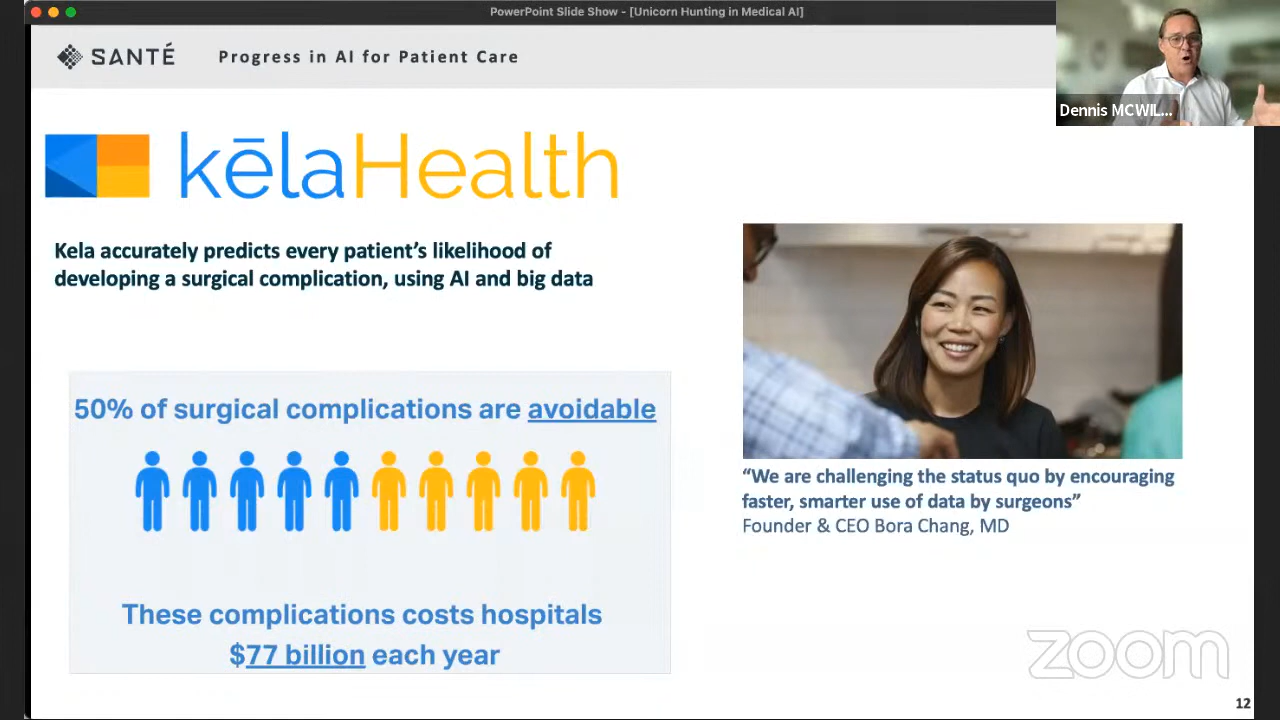 PowerPoint Slide Show - [Unicorn Hunting in Medical AI]
SANTÉ
Progress in AI for Patient Care
Dennis MCWIL...
kēlaHealth
Kela accurately predicts every patient’s likelihood of
developing a surgical complication, using AI and big data
50% of surgical complications are avoidable
These complications costs hospitals
$77 billion each year
“We are challenging the status quo by encouraging
faster, smarter use of data by surgeons”
Founder & CEO Bora Chang, MD
zoom
12